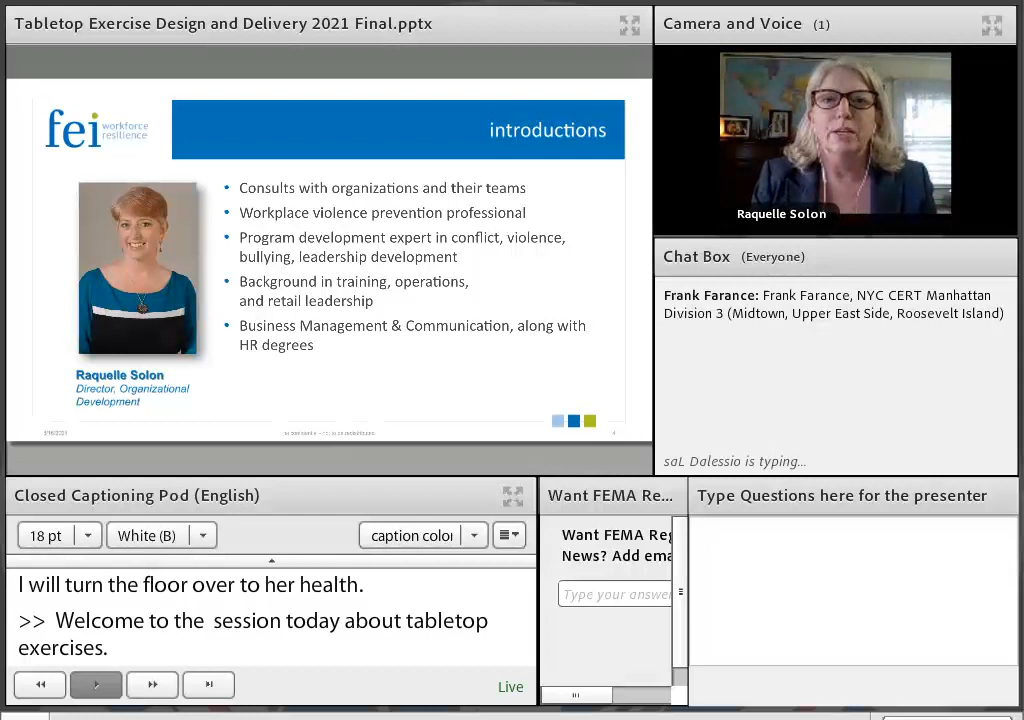 Tabletop Exercise Design and Delivery 2021 Final.pptx
fei workforce
resilience
introductions
• Consults with organizations and their teams
• Workplace violence prevention professional
• Program development expert in conflict, violence,
bullying, leadership development
• Background in training, operations,
and retail leadership
• Business Management & Communication, along with
HR degrees
Raquelle Solon
Director, Organizational
Development
4
Camera and Voice (1)
Raquelle Solon
Chat Box (Everyone)
Frank Farance: Frank Farance, NYC CERT Manhattan
Division 3 (Midtown, Upper East Side, Roosevelt Island)
saL Dalessio is typing...
Closed Captioning Pod (English)
18 pt
White (B)
caption colo
I will turn the floor over to her health.
>> Welcome to the session today about tabletop
exercises.
Live
Want FEMA Re...
Want FEMA Reg
News? Add ema
Type your answer
Type Questions here for the presenter